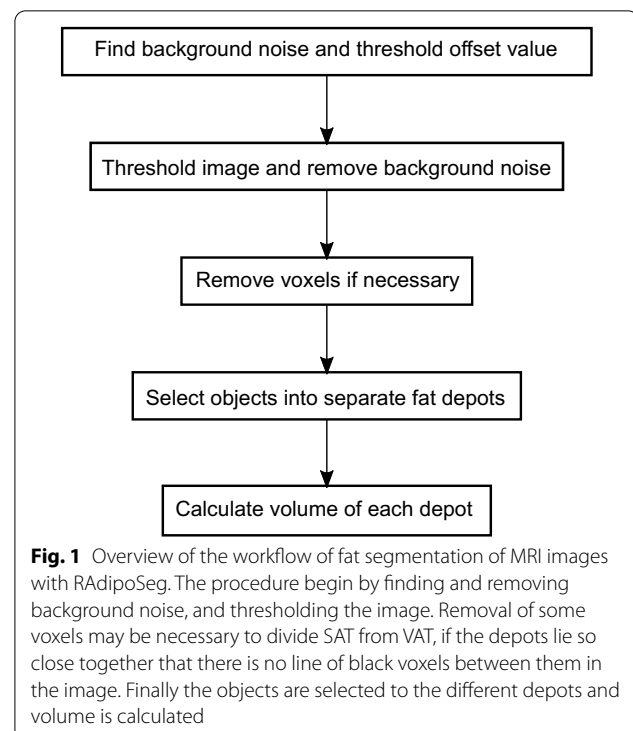 Find background noise and threshold offset value
Threshold image and remove background noise
Remove voxels if necessary
Select objects into separate fat depots
Calculate volume of each depot
Fig. 1 Overview of the workflow of fat segmentation of MRI images
with RAdipoSeg. The procedure begin by finding and removing
background noise, and thresholding the image. Removal of some
voxels may be necessary to divide SAT from VAT, if the depots lie so
close together that there is no line of black voxels between them in
the image. Finally the objects are selected to the different depots and
volume is calculated